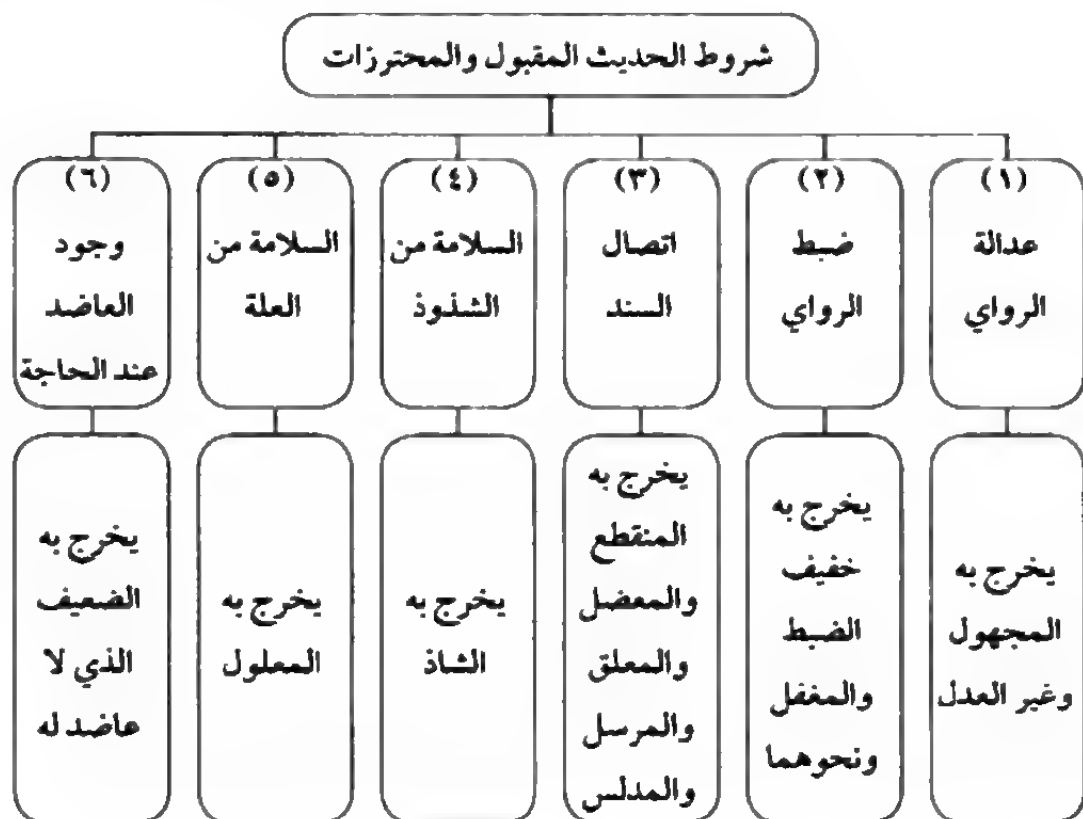 شروط الحديث المقبول والمحترزات
(١)
عدالة
الرواي
(٢)
ضبط
الرواي
(٣)
اتصال
السند
(٤)
السلامة من
الشذوذ
(٥)
السلامة من
العلة
(٦)
وجود
العاضد
عند الحاجة
يخرج به
المجهول
وغير العدل
يخرج به
خفيف
الضبط
والمغفل
ونحوهما
يخرج به
المنقطع
والمعضل
والمعلق
والمرسل
والمدلس
يخرج به
الشاذ
يخرج به
المعلول
يخرج به
الضعيف
الذي لا
عاضد له